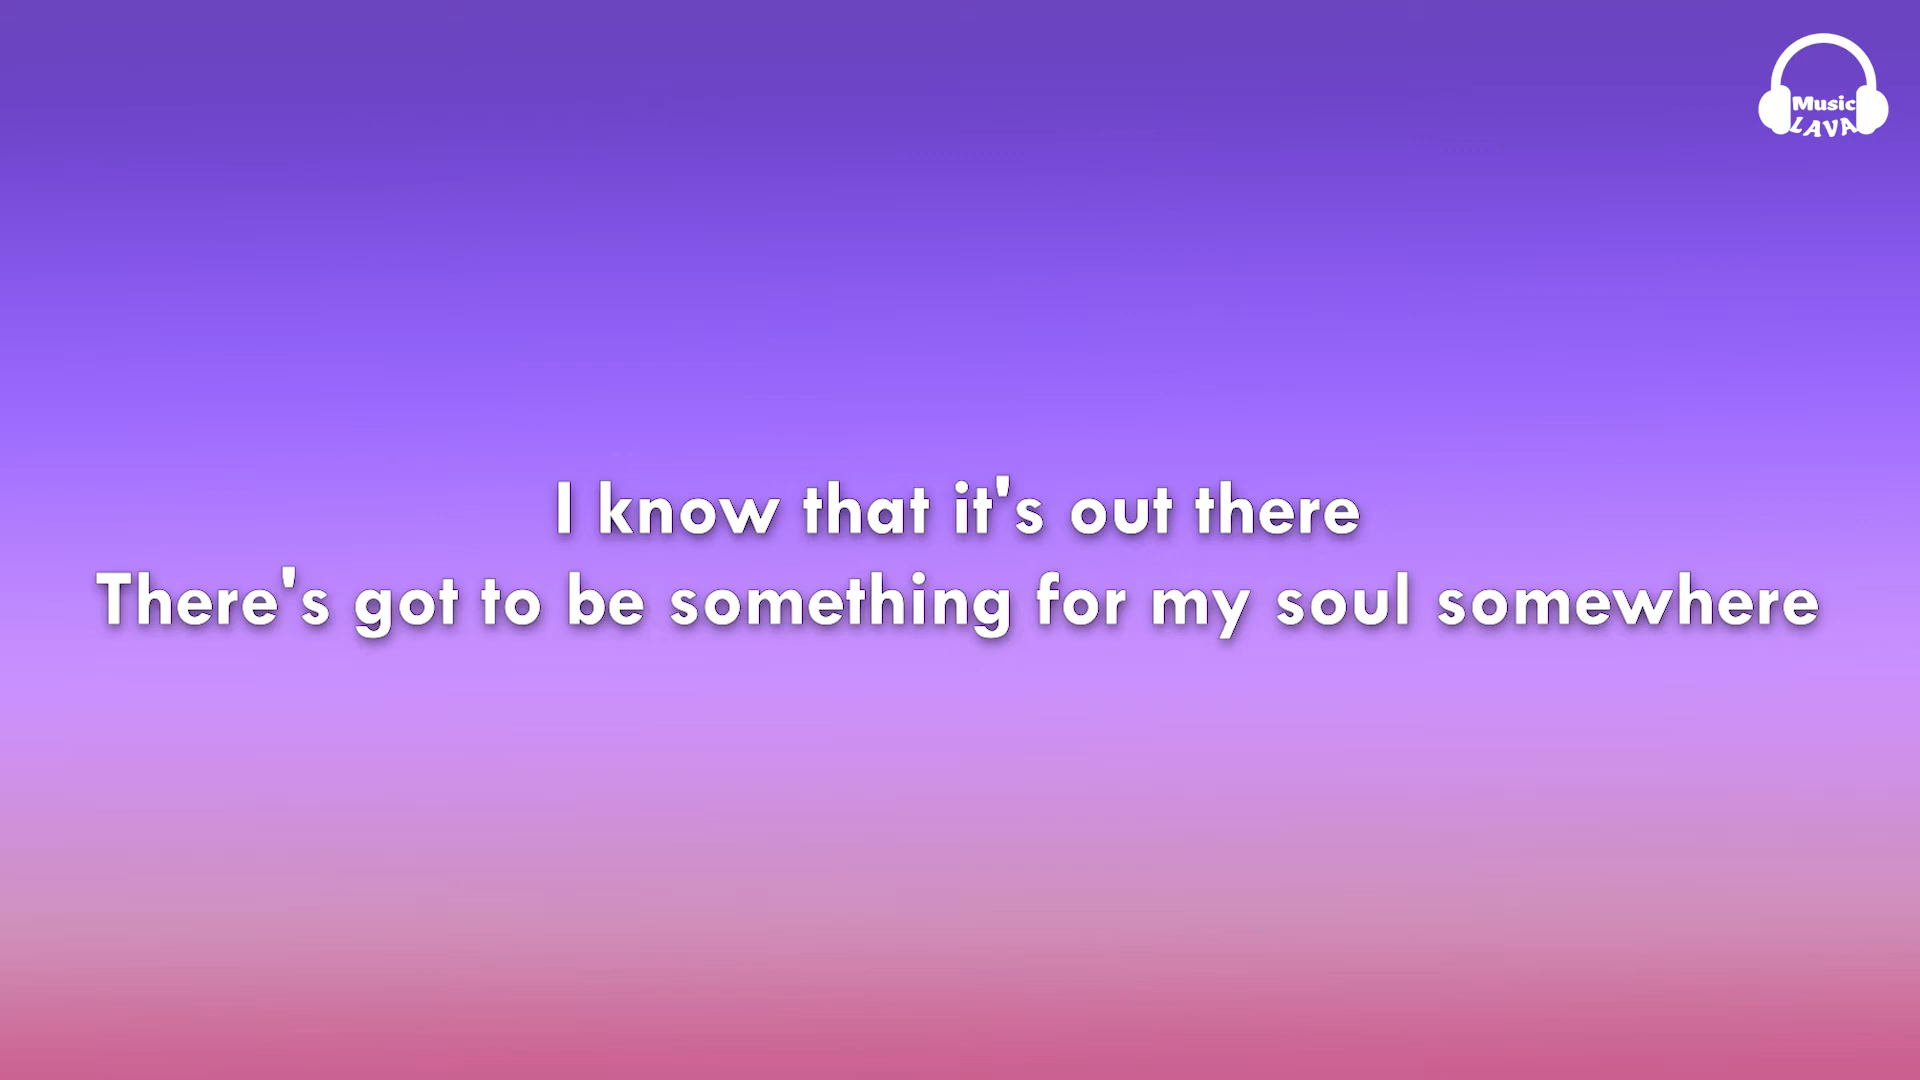 Music
LAVA
I know that it's out there
There's got to be something for my soul somewhere